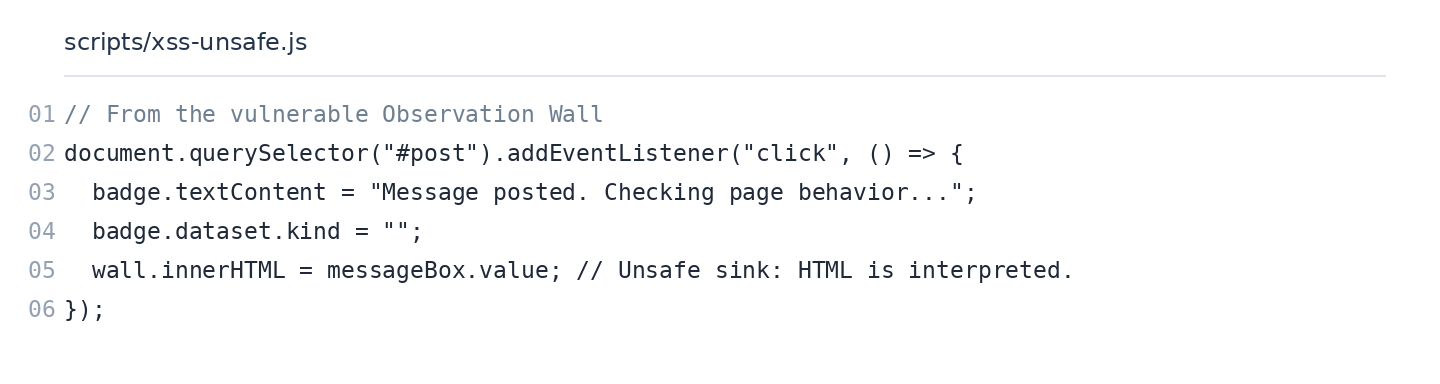 scripts/xss-unsafe.js
01 // From the vulnerable Observation Wall
02 document.querySelector("#post").addEventListener("click", () => {
03   badge.textContent = "Message posted. Checking page behavior...";
04   badge.dataset.kind = "";
05   wall.innerHTML = messageBox.value; // Unsafe sink: HTML is interpreted.
06 });